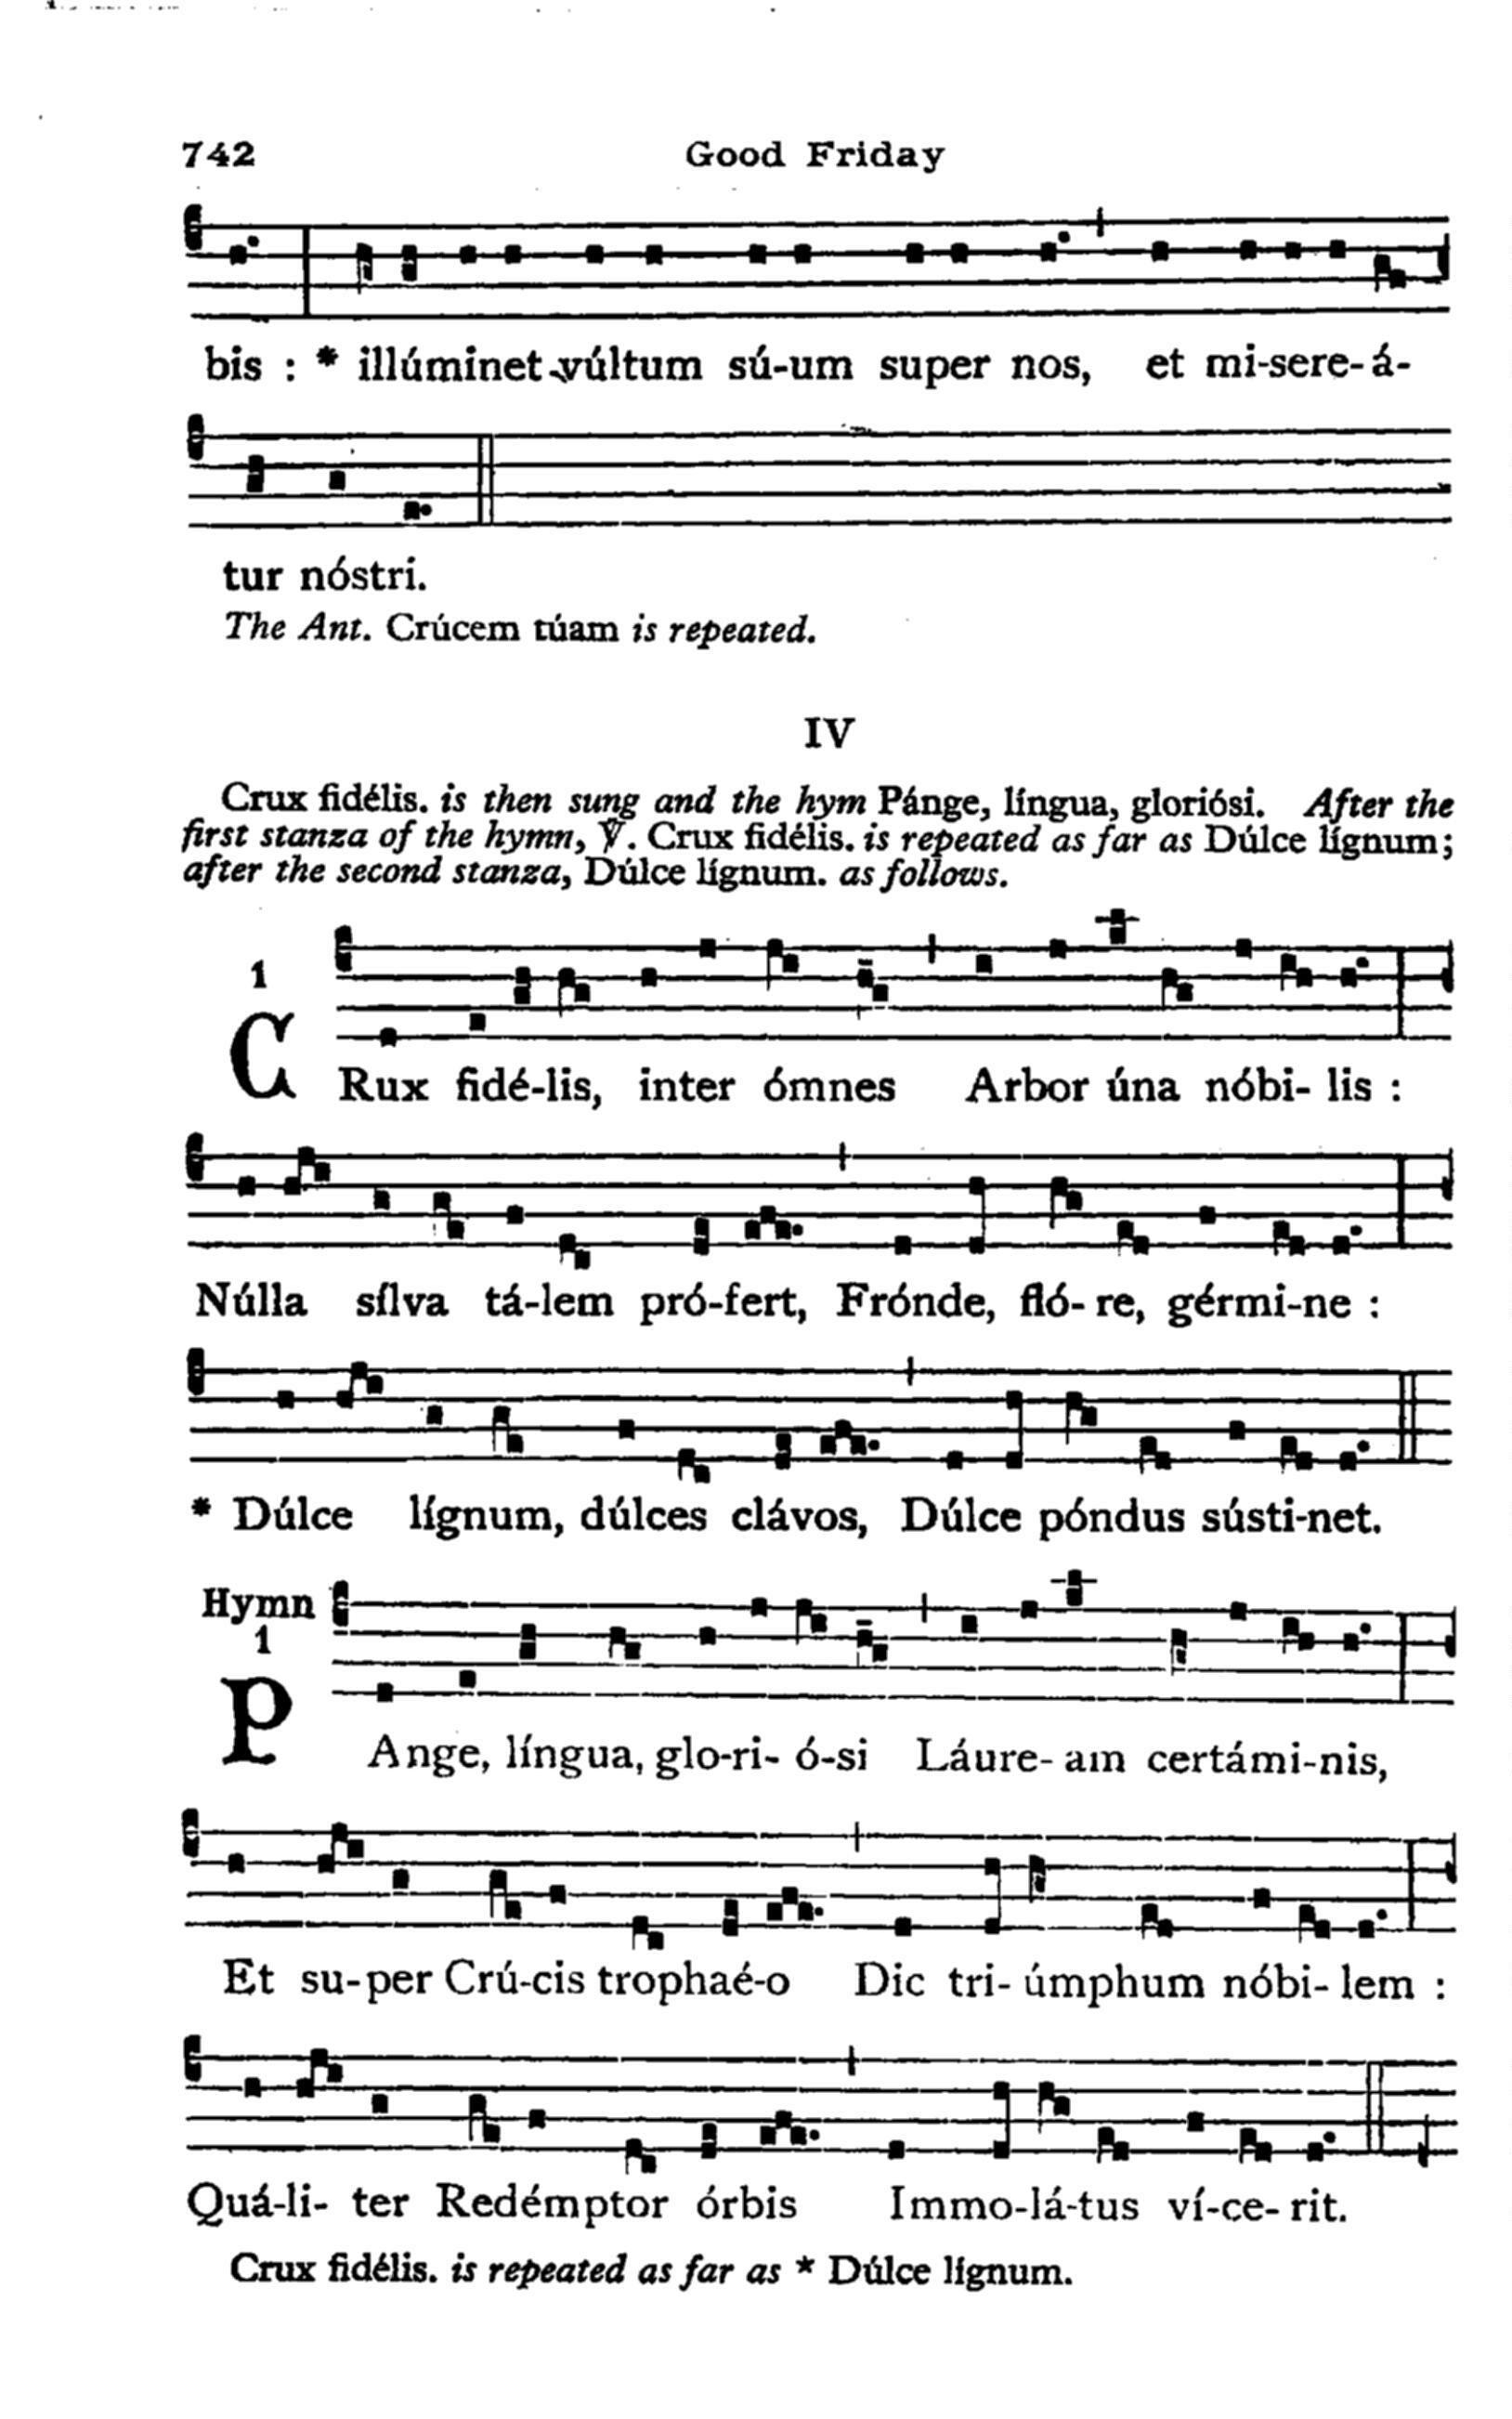 742 Good Friday
bis : * illúminet vúltum sú-um super nos, et mi-sere-á-
tur nóstri.
The Ant. Crúcem túam is repeated.
IV
Crux fidélis. is then sung and the hym Pánge, língua, gloriósi. After the
first stanza of the hymn, ℣. Crux fidélis. is repeated as far as Dúlce lígnum;
after the second stanza, Dúlce lígnum. as follows.
1
CRux fidé-lis, inter ómnes Arbor úna nóbi- lis :
Núlla sílva tá-lem pró-fert, Frónde, fló- re, gérmi-ne :
* Dúlce lígnum, dúlces clávos, Dúlce póndus sústi-net.
Hymn
1
PAnge, língua, glo-ri- ó-si Láure- am certámi-nis,
Et su-per Crú-cis trophaé-o Dic tri- úmphum nóbi- lem :
Quá-li- ter Redémptor órbis Immo-lá-tus ví-ce- rit.
Crux fidélis. is repeated as far as * Dúlce lígnum.